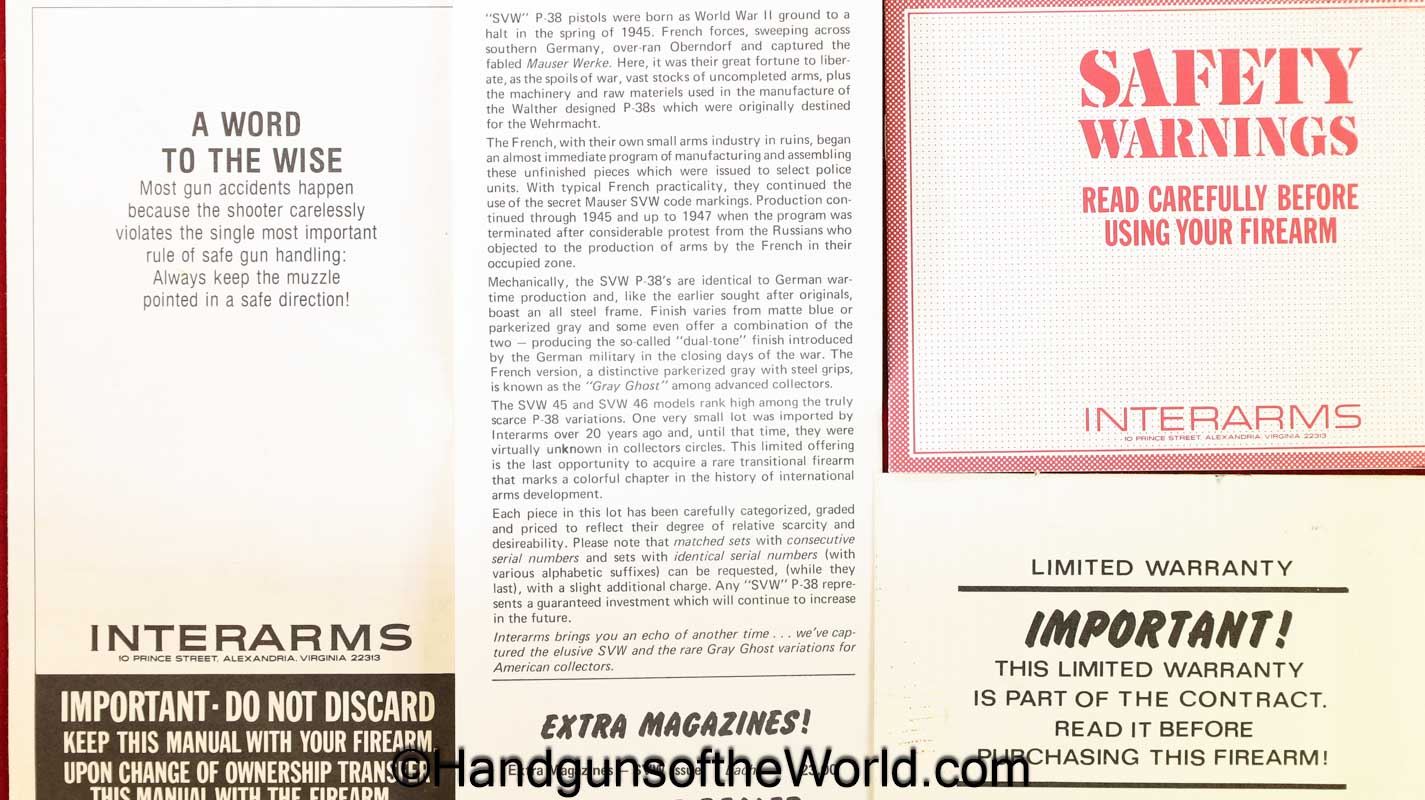 A WORD
TO THE WISE
Most gun accidents happen
because the shooter carelessly
violates the single most important
rule of safe gun handling:
Always keep the muzzle
pointed in a safe direction!
INTERARMS
10 PRINCE STREET, ALEXANDRIA, VIRGINIA 22313
IMPORTANT · DO NOT DISCARD
KEEP THIS MANUAL WITH YOUR FIREARM
UPON CHANGE OF OWNERSHIP TRANSFER
THIS MANUAL WITH THE FIREARM
"SVW" P-38 pistols were born as World War II ground to a
halt in the spring of 1945. French forces, sweeping across
southern Germany, over-ran Oberndorf and captured the
fabled Mauser Werke. Here, it was their great fortune to liber-
ate, as the spoils of war, vast stocks of uncompleted arms, plus
the machinery and raw materiels used in the manufacture of
the Walther designed P-38s which were originally destined
for the Wehrmacht.
The French, with their own small arms industry in ruins, began
an almost immediate program of manufacturing and assembling
these unfinished pieces which were issued to select police
units. With typical French practicality, they continued the
use of the secret Mauser SVW code markings. Production con-
tinued through 1945 and up to 1947 when the program was
terminated after considerable protest from the Russians who
objected to the production of arms by the French in their
occupied zone.
Mechanically, the SVW P-38's are identical to German war-
time production and, like the earlier sought after originals,
boast an all steel frame. Finish varies from matte blue or
parkerized gray and some even offer a combination of the
two — producing the so-called "dual-tone" finish introduced
by the German military in the closing days of the war. The
French version, a distinctive parkerized gray with steel grips,
is known as the "Gray Ghost" among advanced collectors.
The SVW 45 and SVW 46 models rank high among the truly
scarce P-38 variations. One very small lot was imported by
Interarms over 20 years ago and, until that time, they were
virtually unknown in collectors circles. This limited offering
is the last opportunity to acquire a rare transitional firearm
that marks a colorful chapter in the history of international
arms development.
Each piece in this lot has been carefully categorized, graded
and priced to reflect their degree of relative scarcity and
desireability. Please note that matched sets with consecutive
serial numbers and sets with identical serial numbers (with
various alphabetic suffixes) can be requested, (while they
last), with a slight additional charge. Any "SVW" P-38 repre-
sents a guaranteed investment which will continue to increase
in the future.
Interarms brings you an echo of another time . . . we've cap-
tured the elusive SVW and the rare Gray Ghost variations for
American collectors.
EXTRA MAGAZINES!
Extra Magazines — SVW issue
SAFETY
WARNINGS
READ CAREFULLY BEFORE
USING YOUR FIREARM
INTERARMS
10 PRINCE STREET, ALEXANDRIA, VIRGINIA 22313
LIMITED WARRANTY
IMPORTANT!
THIS LIMITED WARRANTY
IS PART OF THE CONTRACT.
READ IT BEFORE
PURCHASING THIS FIREARM!
©HandgunsoftheWorld.com